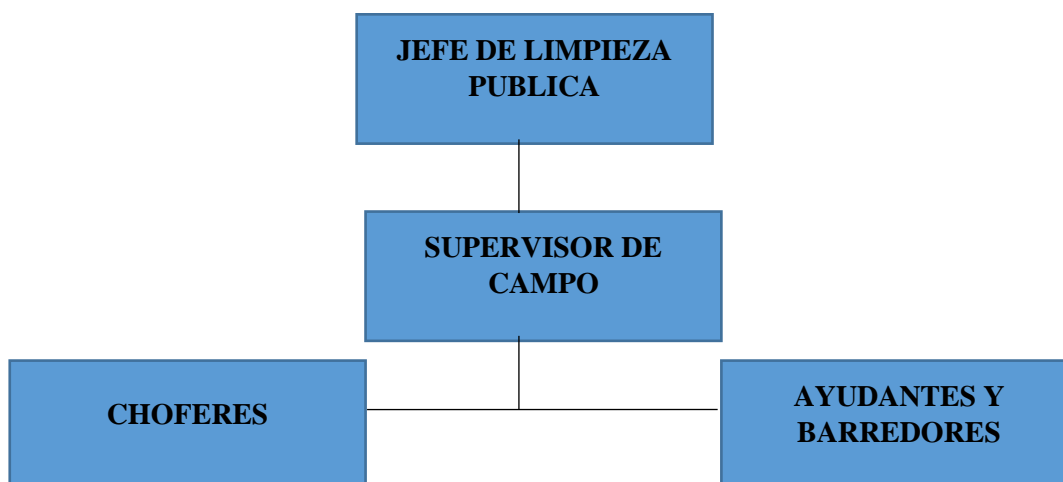 JEFE DE LIMPIEZA
PUBLICA
SUPERVISOR DE
CAMPO
CHOFERES
AYUDANTES Y
BARREDORES